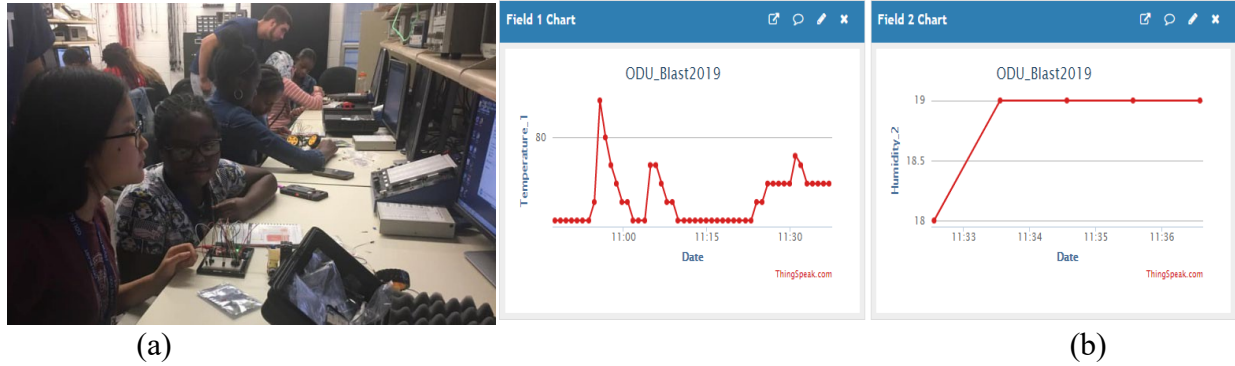 Field 1 Chart
ODU_Blast2019
Temperature_1
80
11:00 11:15 11:30
Date
ThingSpeak.com
Field 2 Chart
ODU_Blast2019
Humidity_2
19
18.5
18
11:33 11:34 11:35 11:36
Date
ThingSpeak.com
(a) (b)